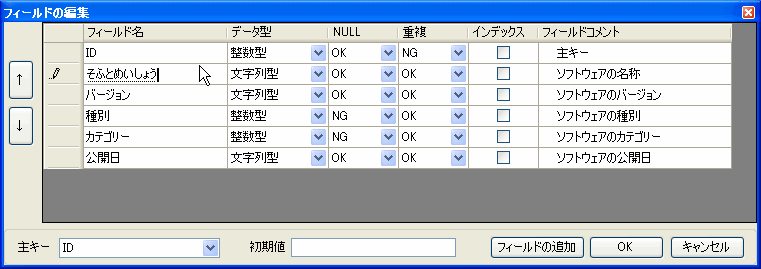 フィールドの編集
フィールド名 データ型 NULL 重複 インデックス フィールドコメント
ID 整数型 OK NG 主キー
そふとめいしょう 文字列型 OK OK ソフトウェアの名称
バージョン 文字列型 OK OK ソフトウェアのバージョン
種別 整数型 NG OK ソフトウェアの種別
カテゴリー 整数型 NG OK ソフトウェアのカテゴリー
公開日 文字列型 OK OK ソフトウェアの公開日
↑
↓
主キー ID 初期値 フィールドの追加 OK キャンセル